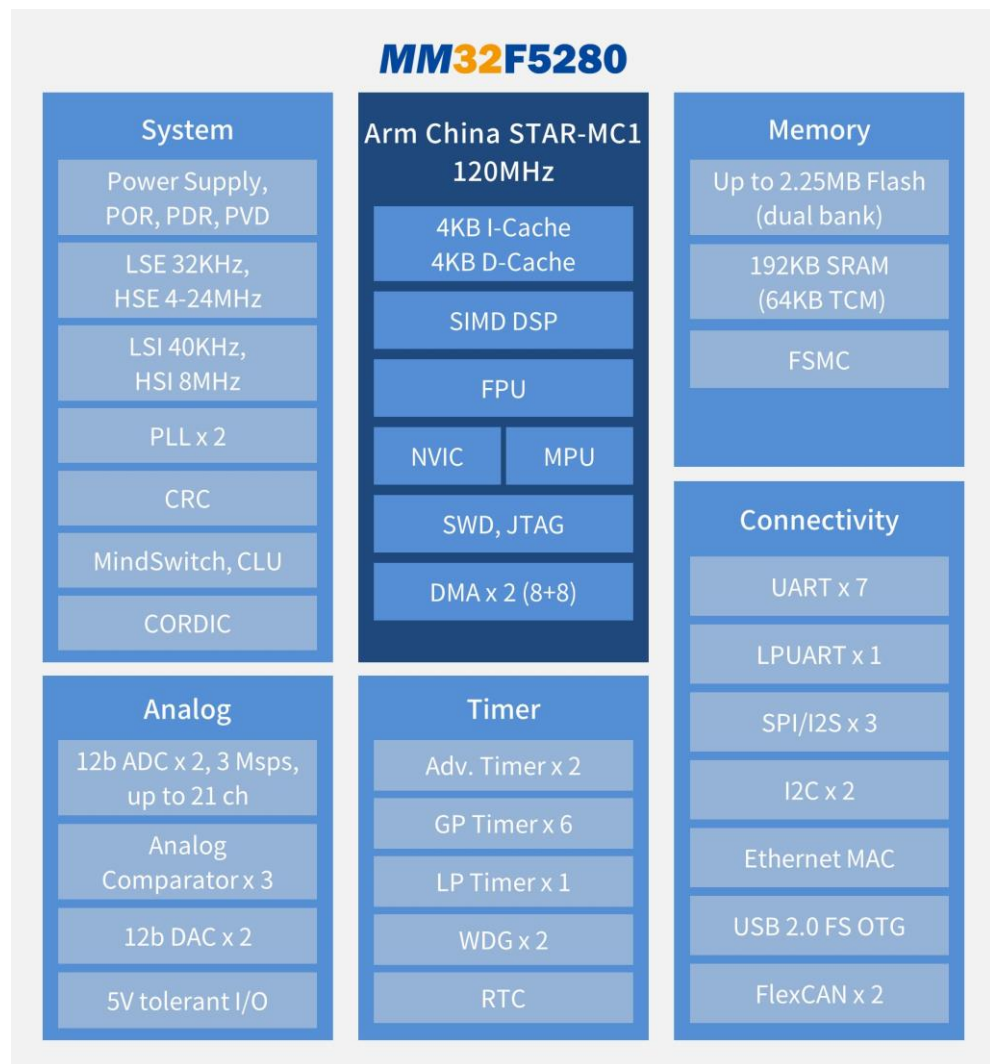 MM32F5280
System
Power Supply,
POR, PDR, PVD
LSE 32KHz,
HSE 4-24MHz
LSI 40KHz,
HSI 8MHz
PLL x 2
CRC
MindSwitch, CLU
CORDIC
Arm China STAR-MC1
120MHz
4KB I-Cache
4KB D-Cache
SIMD DSP
FPU
NVIC
MPU
SWD, JTAG
DMA x 2 (8+8)
Memory
Up to 2.25MB Flash
(dual bank)
192KB SRAM
(64KB TCM)
FSMC
Analog
12b ADC x 2, 3 Msps,
up to 21 ch
Analog
Comparator x 3
12b DAC x 2
5V tolerant I/O
Timer
Adv. Timer x 2
GP Timer x 6
LP Timer x 1
WDG x 2
RTC
Connectivity
UART x 7
LPUART x 1
SPI/I2S x 3
I2C x 2
Ethernet MAC
USB 2.0 FS OTG
FlexCAN x 2